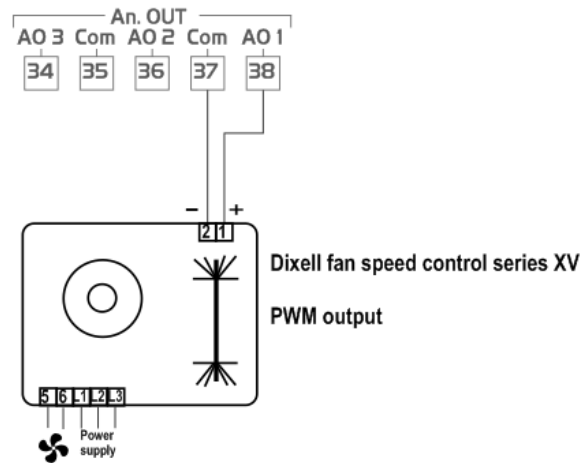 An. OUT
AO 3 Com AO 2 Com AO 1
34 35 36 37 38
− +
2 1
Dixell fan speed control series XV
PWM output
5 6 L1 L2 L3
Power
supply